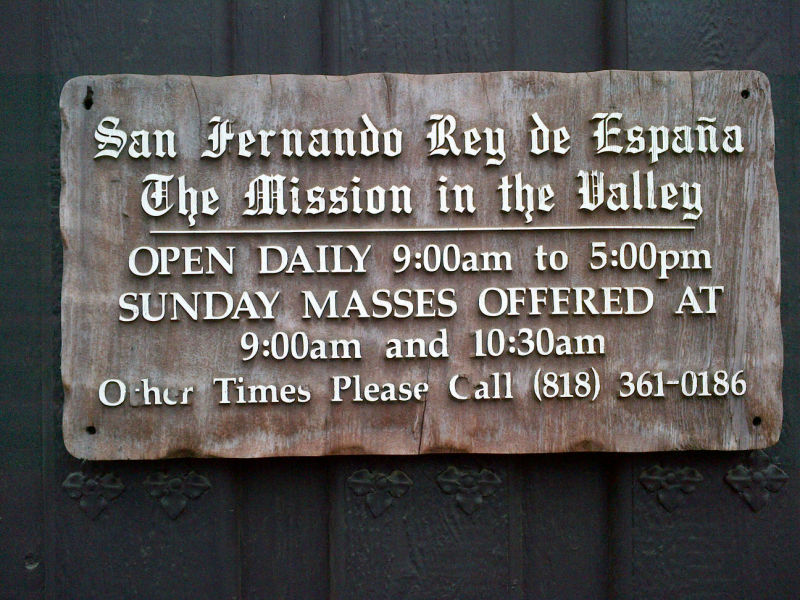 San Fernando Rey de España
The Mission in the Valley
OPEN DAILY 9:00am to 5:00pm
SUNDAY MASSES OFFERED AT
9:00am and 10:30am
Other Times Please Call (818) 361-0186